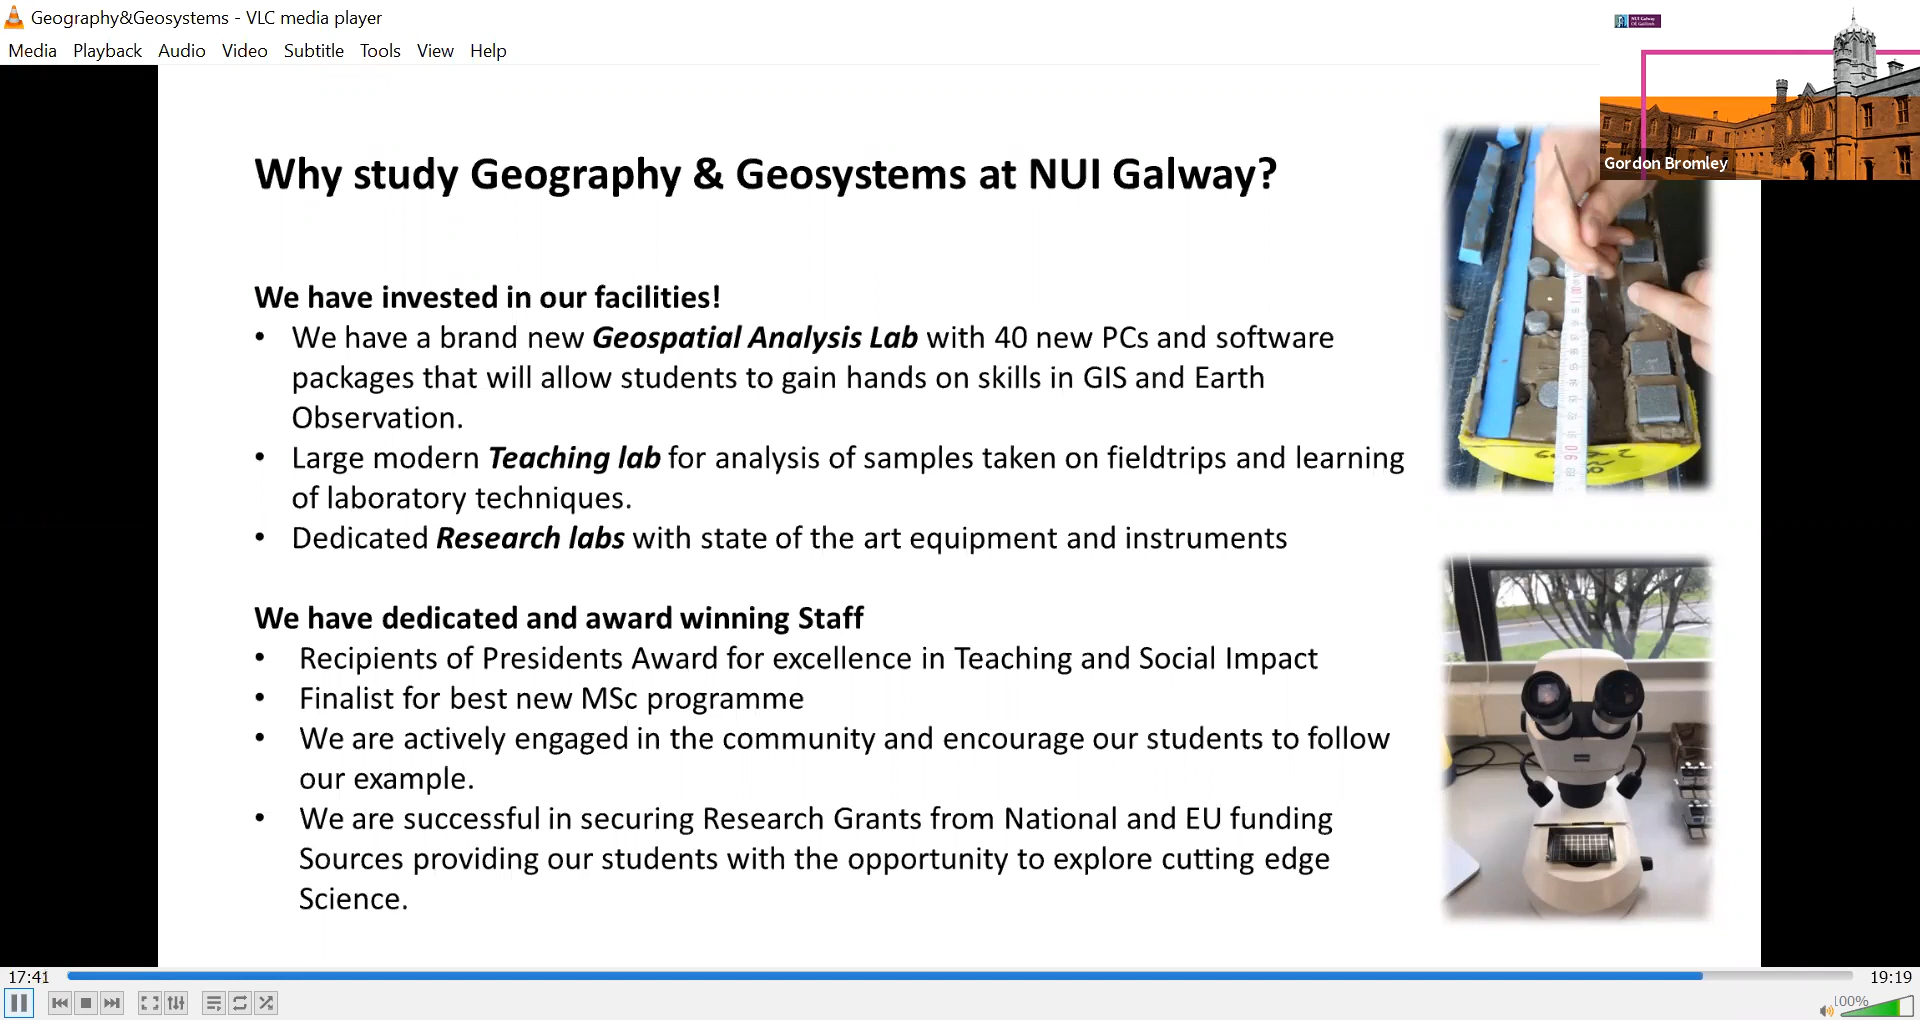 Geography&Geosystems - VLC media player
Media Playback Audio Video Subtitle Tools View Help
NUI Galway
OÉ Gaillimh
Gordon Bromley
Why study Geography & Geosystems at NUI Galway?
We have invested in our facilities!
• We have a brand new Geospatial Analysis Lab with 40 new PCs and software
packages that will allow students to gain hands on skills in GIS and Earth
Observation.
• Large modern Teaching lab for analysis of samples taken on fieldtrips and learning
of laboratory techniques.
• Dedicated Research labs with state of the art equipment and instruments
We have dedicated and award winning Staff
• Recipients of Presidents Award for excellence in Teaching and Social Impact
• Finalist for best new MSc programme
• We are actively engaged in the community and encourage our students to follow
our example.
• We are successful in securing Research Grants from National and EU funding
Sources providing our students with the opportunity to explore cutting edge
Science.
17:41
19:19
100%